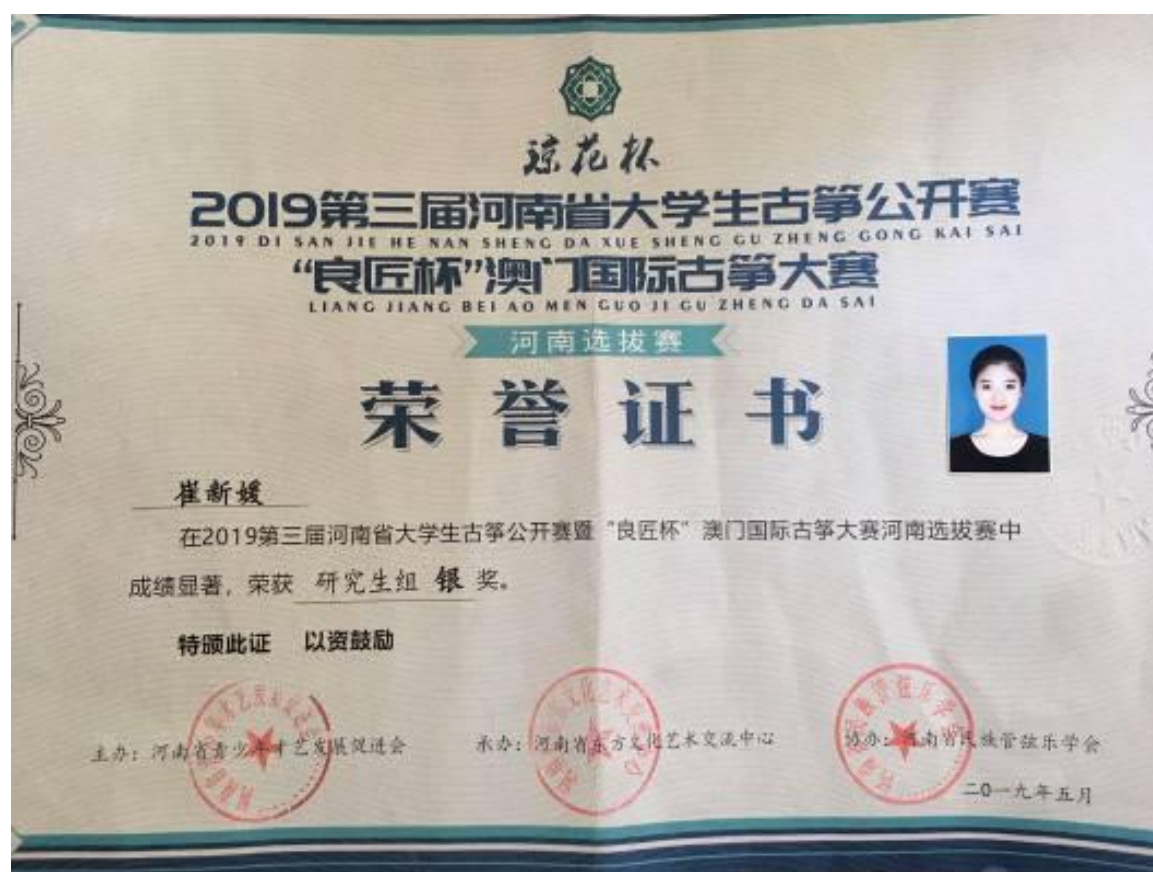 琼花杯
2019第三届河南省大学生古筝公开赛
2019 DI SAN JIE HE NAN SHENG DA XUE SHENG GU ZHENG GONG KAI SAI
“良匠杯”澳门国际古筝大赛
LIANG JIANG BEI AO MEN GUO JI GU ZHENG DA SAI
河南选拔赛
荣誉证书
崔新媛
在2019第三届河南省大学生古筝公开赛暨“良匠杯”澳门国际古筝大赛河南选拔赛中
成绩显著，荣获 研究生组 银 奖。
特颁此证 以资鼓励
主办：河南省青少年才艺发展促进会
承办：河南省东方文化艺术交流中心
协办：河南省民族管弦乐学会
二0一九年五月